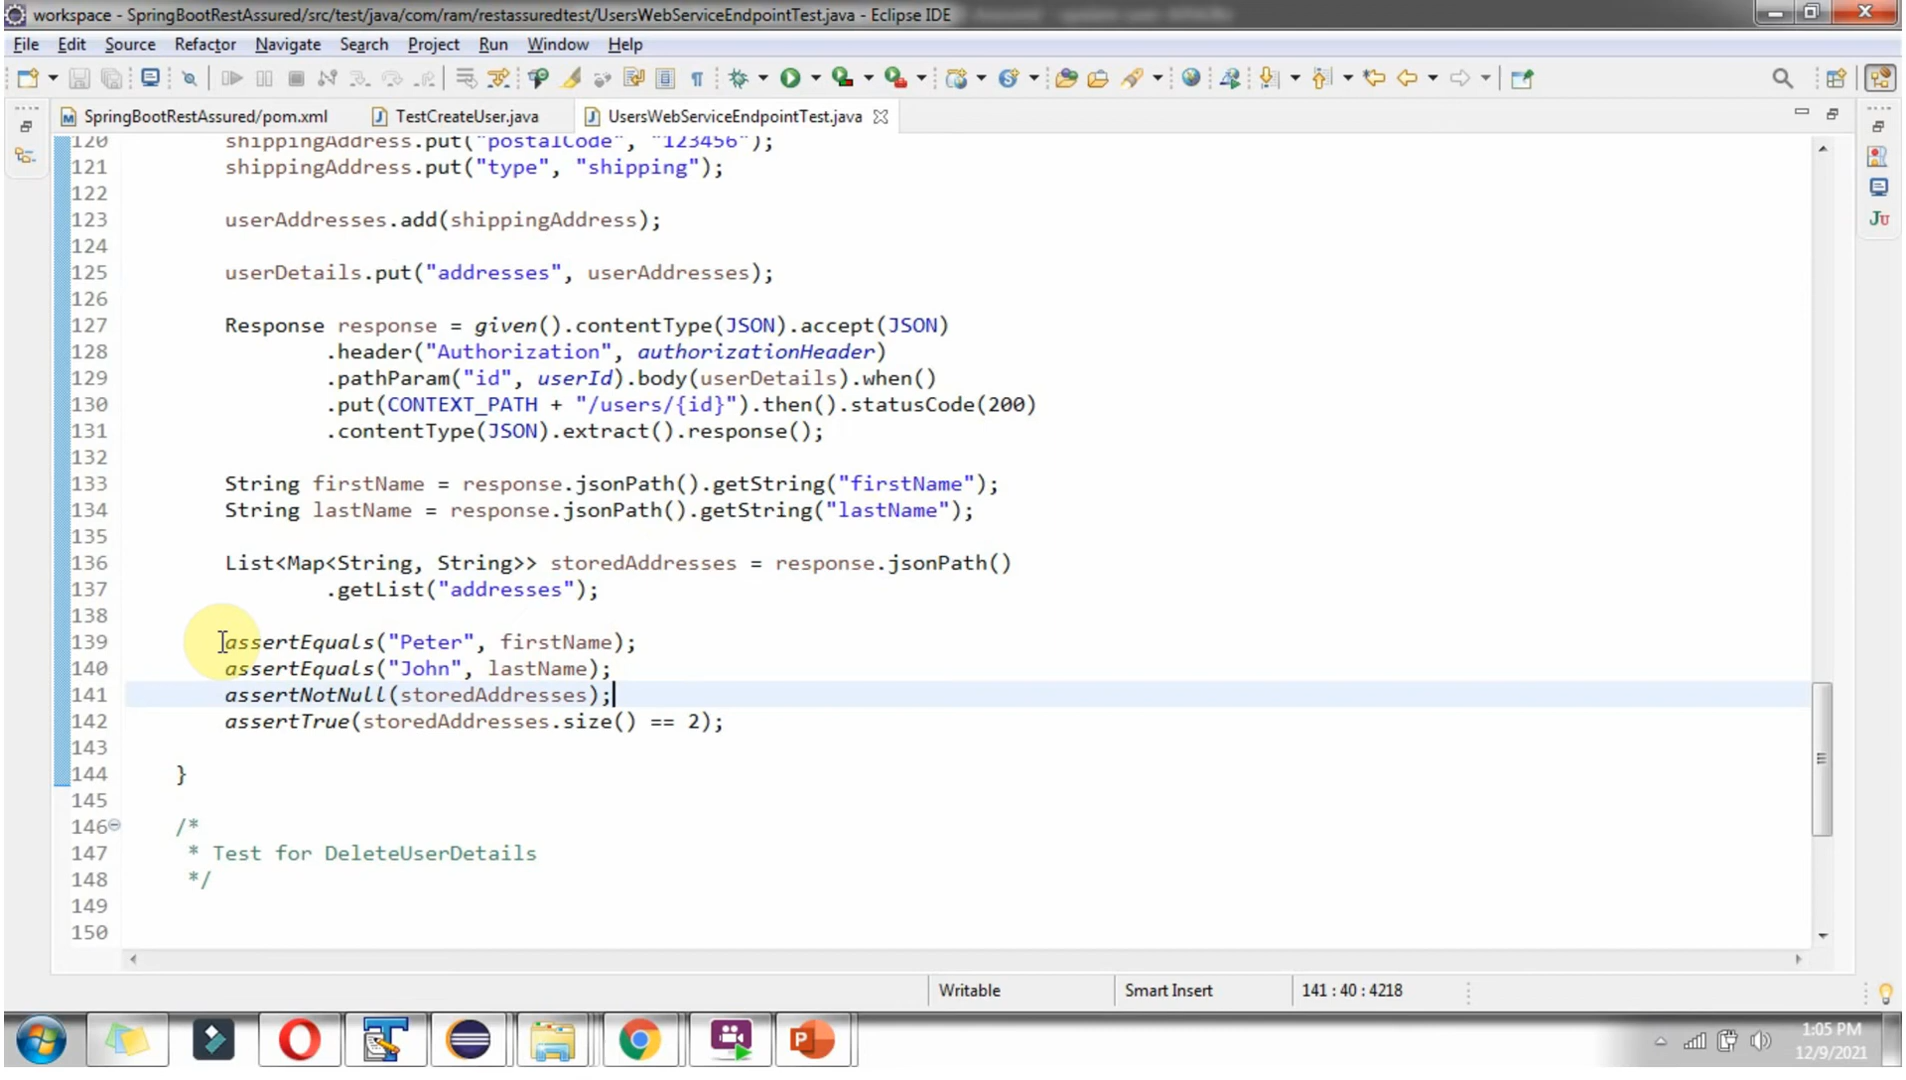 workspace - SpringBootRestAssured/src/test/java/com/ram/restassuredtest/UsersWebServiceEndpointTest.java - Eclipse IDE
File Edit Source Refactor Navigate Search Project Run Window Help
SpringBootRestAssured/pom.xml TestCreateUser.java UsersWebServiceEndpointTest.java
120 shippingAddress.put("postalCode", "123456");
121 shippingAddress.put("type", "shipping");
122
123 userAddresses.add(shippingAddress);
124
125 userDetails.put("addresses", userAddresses);
126
127 Response response = given().contentType(JSON).accept(JSON)
128 .header("Authorization", authorizationHeader)
129 .pathParam("id", userId).body(userDetails).when()
130 .put(CONTEXT_PATH + "/users/{id}").then().statusCode(200)
131 .contentType(JSON).extract().response();
132
133 String firstName = response.jsonPath().getString("firstName");
134 String lastName = response.jsonPath().getString("lastName");
135
136 List<Map<String, String>> storedAddresses = response.jsonPath()
137 .getList("addresses");
138
139 assertEquals("Peter", firstName);
140 assertEquals("John", lastName);
141 assertNotNull(storedAddresses);
142 assertTrue(storedAddresses.size() == 2);
143
144 }
145
146 /*
147 * Test for DeleteUserDetails
148 */
149
150
Writable Smart Insert 141 : 40 : 4218
1:05 PM
12/9/2021